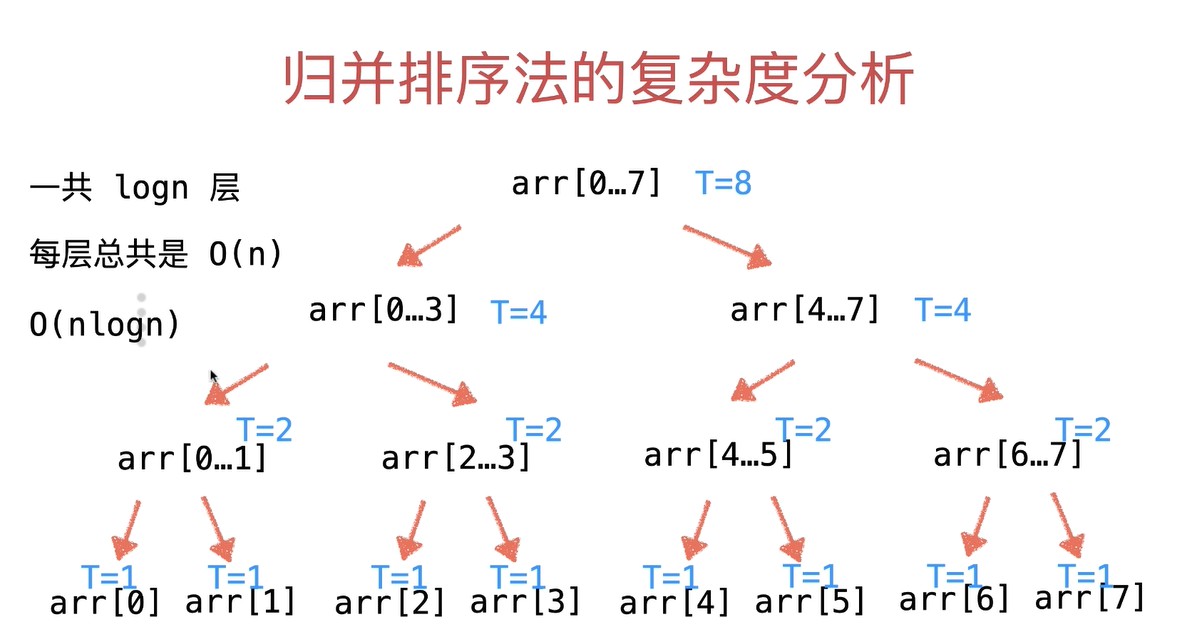 归并排序法的复杂度分析
一共 logn 层
arr[0…7] T=8
每层总共是 O(n)
arr[0…3] T=4
arr[4…7] T=4
O(nlogn)
T=2
T=2
T=2
T=2
arr[0…1]
arr[2…3]
arr[4…5]
arr[6…7]
T=1
T=1
T=1
T=1
T=1
T=1
T=1
T=1
arr[0]
arr[1]
arr[2]
arr[3]
arr[4]
arr[5]
arr[6]
arr[7]